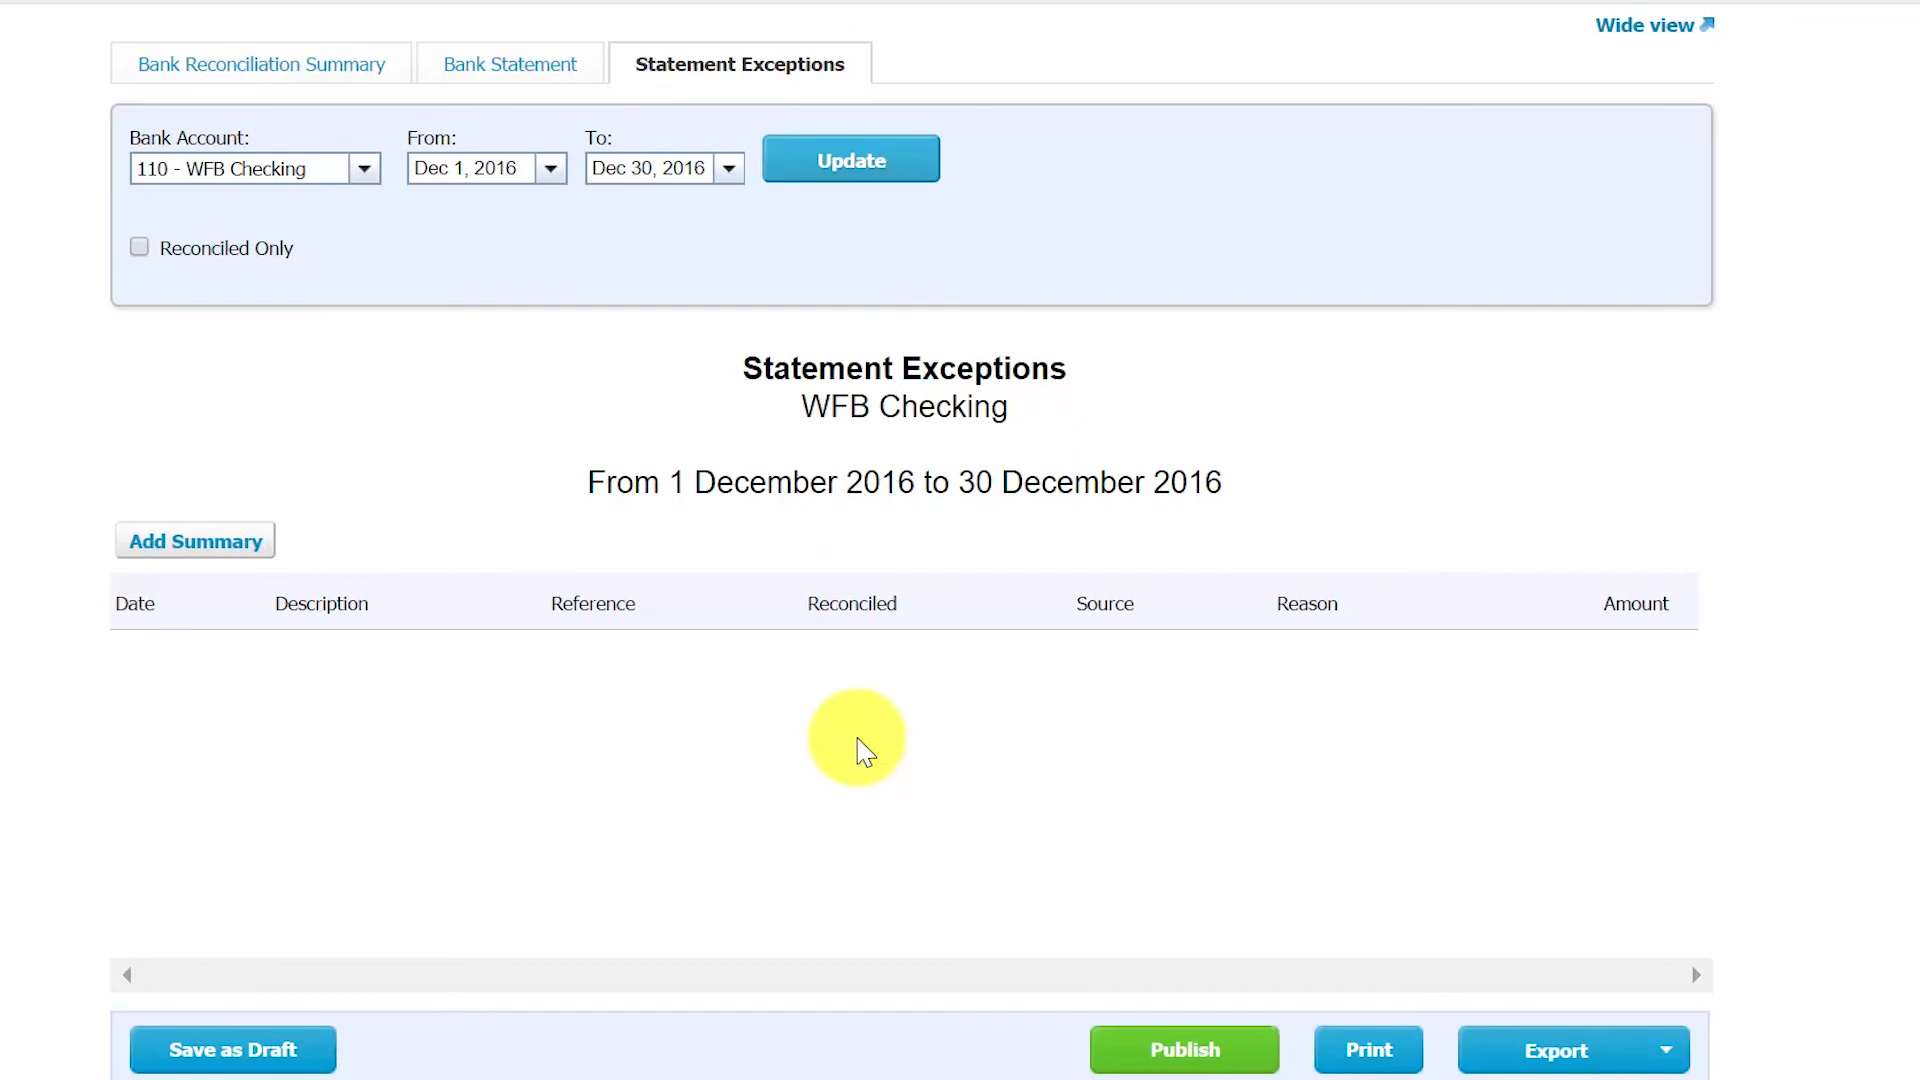 Wide view
Bank Reconciliation Summary Bank Statement Statement Exceptions
Bank Account: From: To:
110 - WFB Checking Dec 1, 2016 Dec 30, 2016 Update
Reconciled Only
Statement Exceptions
WFB Checking
From 1 December 2016 to 30 December 2016
Add Summary
Date Description Reference Reconciled Source Reason Amount
Save as Draft Publish Print Export